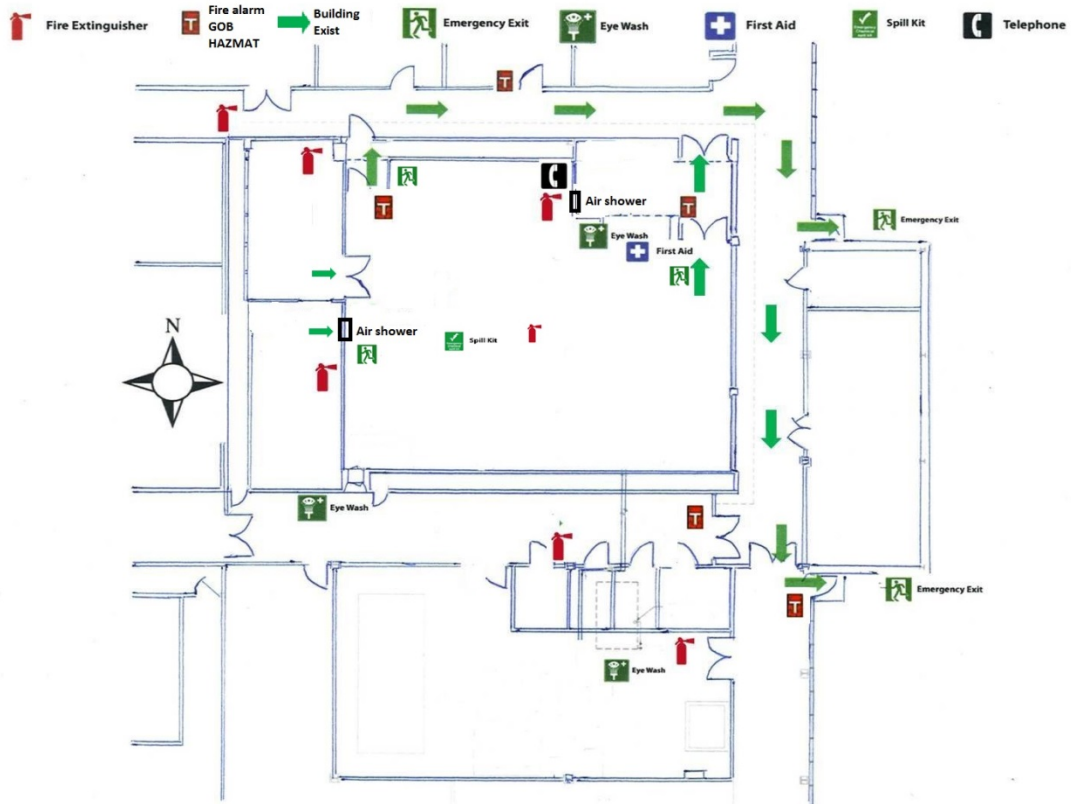 Fire Extinguisher
Fire alarm
GOB
HAZMAT
Building
Exist
Emergency Exit
Eye Wash
First Aid
Spill Kit
Telephone
T
T
T
Air shower
T
Eye Wash
First Aid
Emergency Exit
N
Air shower
Spill Kit
Eye Wash
T
Emergency Exit
T
Eye Wash